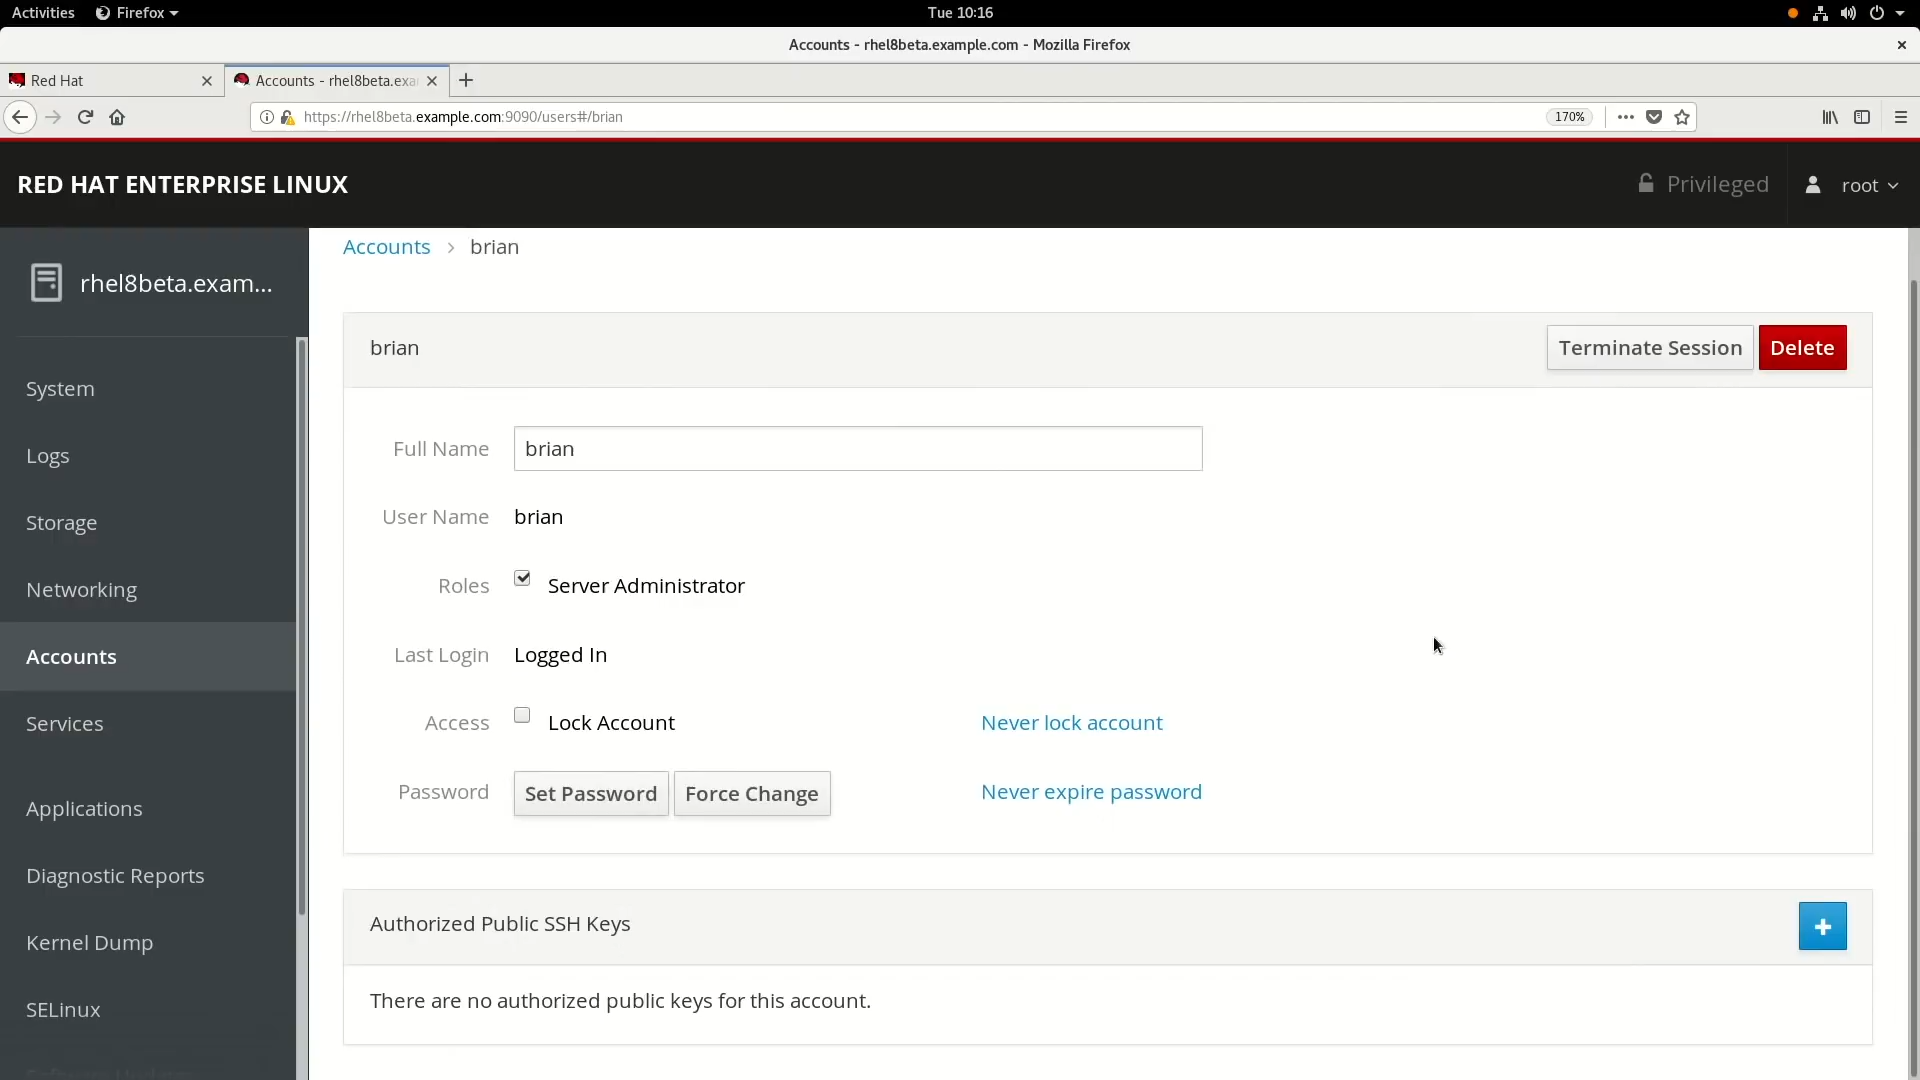 Activities Firefox Tue 10:16
Accounts - rhel8beta.example.com - Mozilla Firefox
Red Hat Accounts - rhel8beta.exa
https://rhel8beta.example.com:9090/users#/brian 170%
RED HAT ENTERPRISE LINUX Privileged root
rhel8beta.exam...
System
Logs
Storage
Networking
Accounts
Services
Applications
Diagnostic Reports
Kernel Dump
SELinux
Accounts > brian
brian Terminate Session Delete
Full Name brian
User Name brian
Roles Server Administrator
Last Login Logged In
Access Lock Account Never lock account
Password Set Password Force Change Never expire password
Authorized Public SSH Keys
There are no authorized public keys for this account.